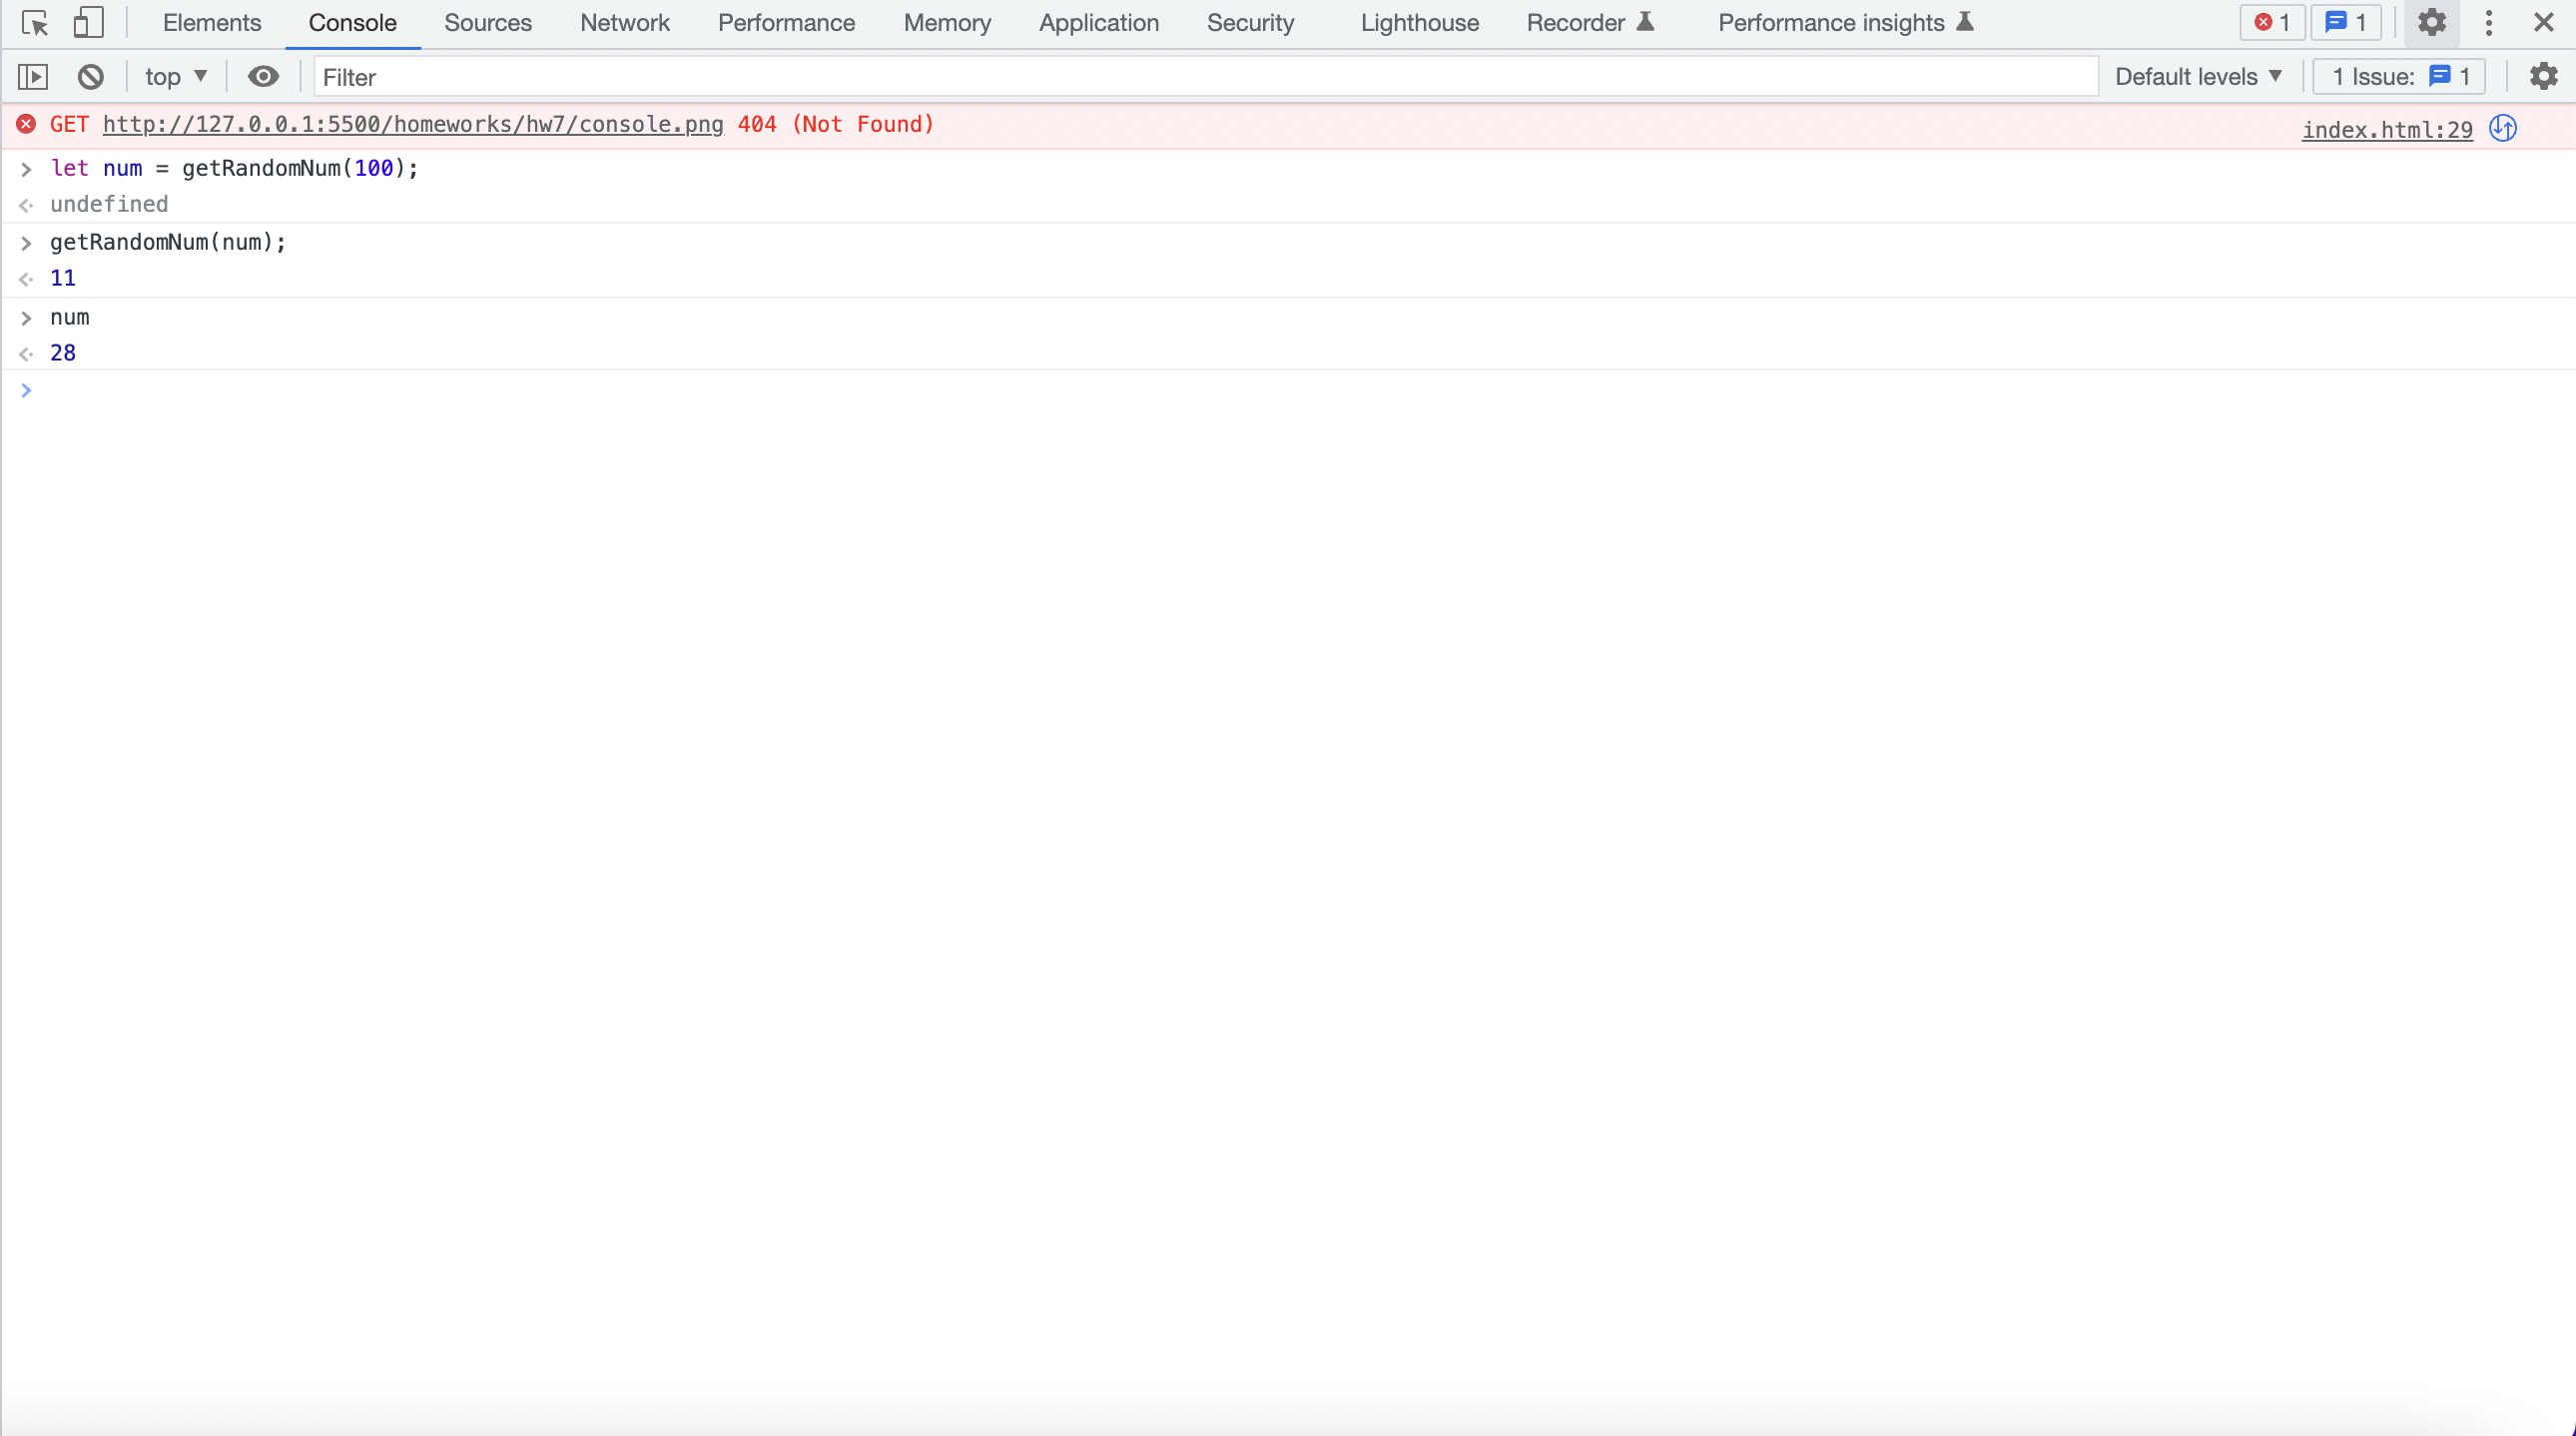 Elements Console Sources Network Performance Memory Application Security Lighthouse Recorder Performance insights 1 1
top Filter Default levels 1 Issue: 1
GET http://127.0.0.1:5500/homeworks/hw7/console.png 404 (Not Found) index.html:29
let num = getRandomNum(100);
undefined
getRandomNum(num);
11
num
28